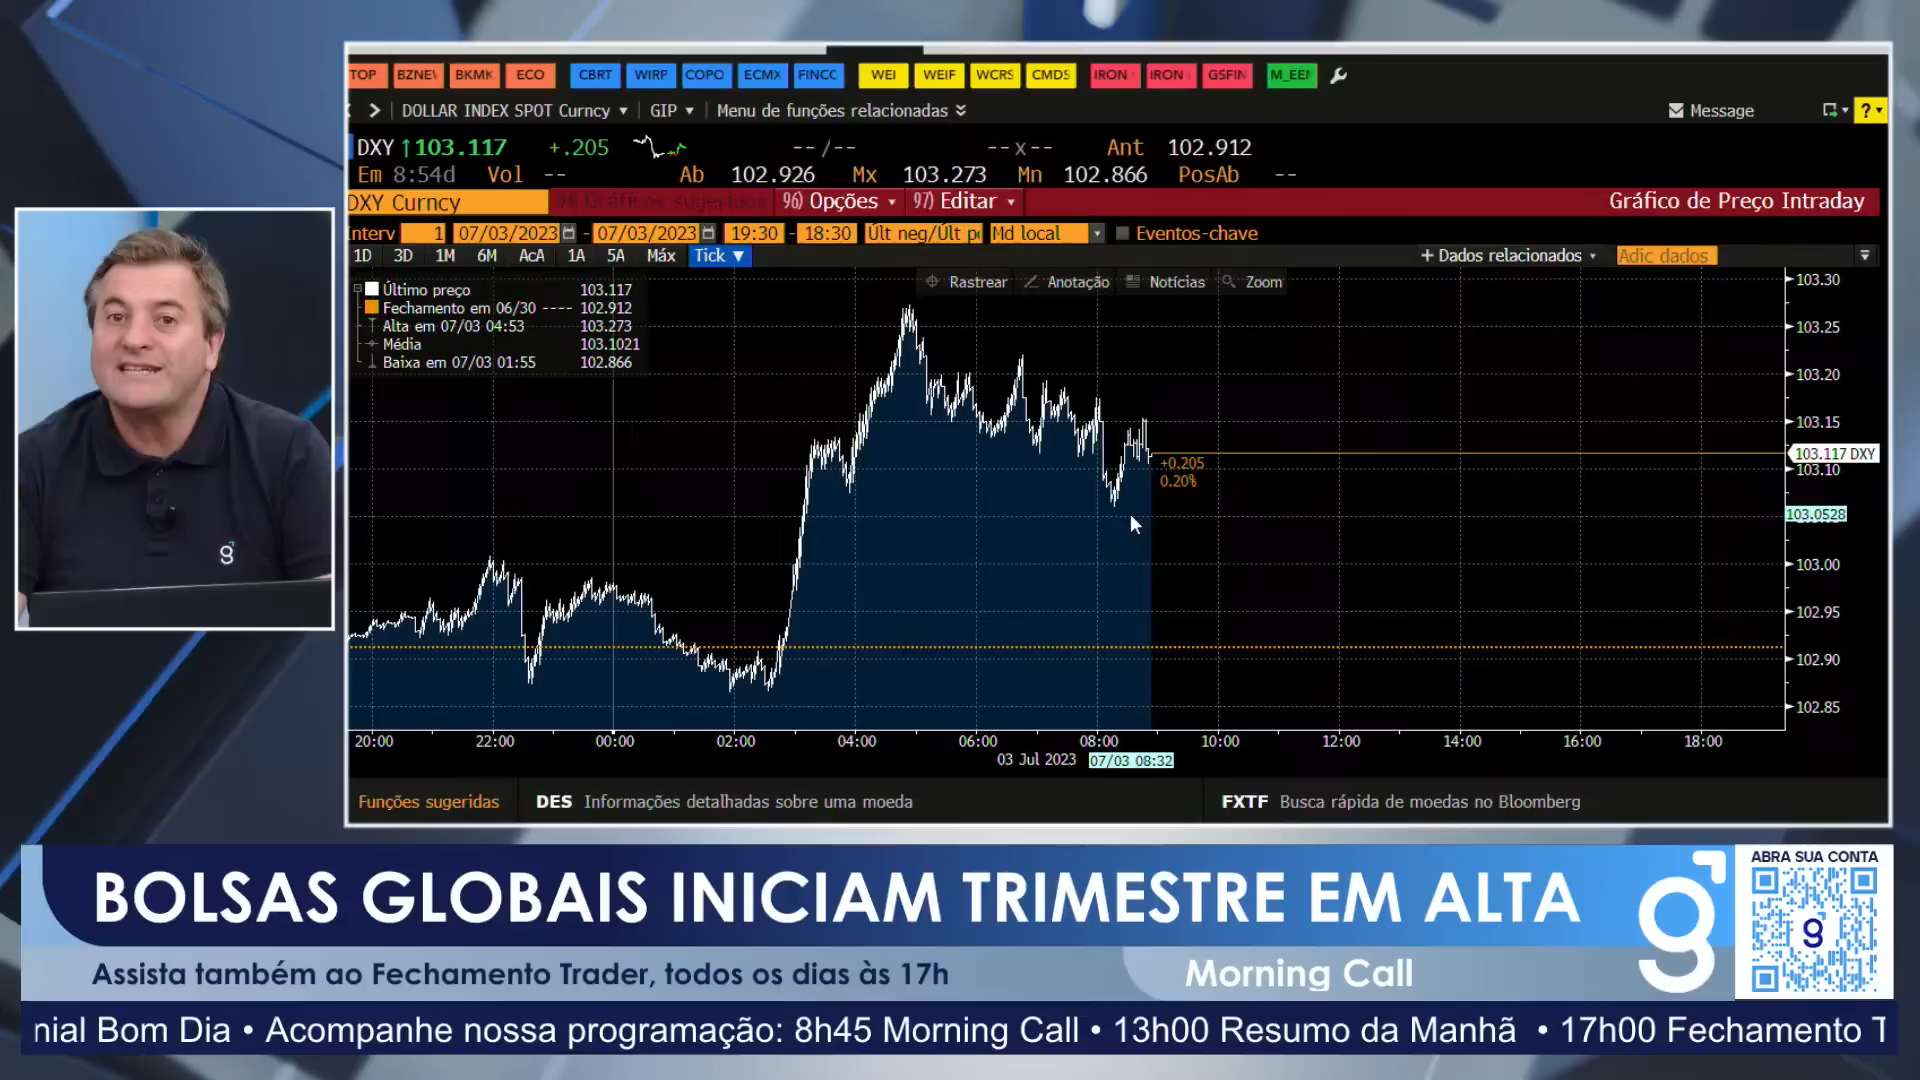 TOP BZNEV BKMK ECO CBRT WIRP COPO ECMX FINCC WEI WEIF WCRS CMDS IRON IRON GSFIN M_EEM
DOLLAR INDEX SPOT Curncy GIP Menu de funções relacionadas Message ?
DXY ↑103.117 +.205 --/-- --x-- Ant 102.912
Em 8:54d Vol -- Ab 102.926 Mx 103.273 Mn 102.866 PosAb --
DXY Curncy 94) Gráficos sugeridos 96) Opções 97) Editar Gráfico de Preço Intraday
Interv 1 07/03/2023 - 07/03/2023 19:30 - 18:30 Últ neg/Últ p Md local Eventos-chave
1D 3D 1M 6M AcA 1A 5A Máx Tick ▼ + Dados relacionados Adic dados
Rastrear Anotação Notícias Zoom
Último preço 103.117
Fechamento em 06/30 ---- 102.912
Alta em 07/03 04:53 103.273
Média 103.1021
Baixa em 07/03 01:55 102.866
103.30
103.25
103.20
103.15
103.117 DXY
103.10
103.0528
103.00
102.95
102.90
102.85
+0.205
0.20%
20:00 22:00 00:00 02:00 04:00 06:00 08:00 10:00 12:00 14:00 16:00 18:00
03 Jul 2023 07/03 08:32
Funções sugeridas DES Informações detalhadas sobre uma moeda FXTF Busca rápida de moedas no Bloomberg
BOLSAS GLOBAIS INICIAM TRIMESTRE EM ALTA
ABRA SUA CONTA
Assista também ao Fechamento Trader, todos os dias às 17h
Morning Call
nial Bom Dia • Acompanhe nossa programação: 8h45 Morning Call • 13h00 Resumo da Manhã • 17h00 Fechamento T